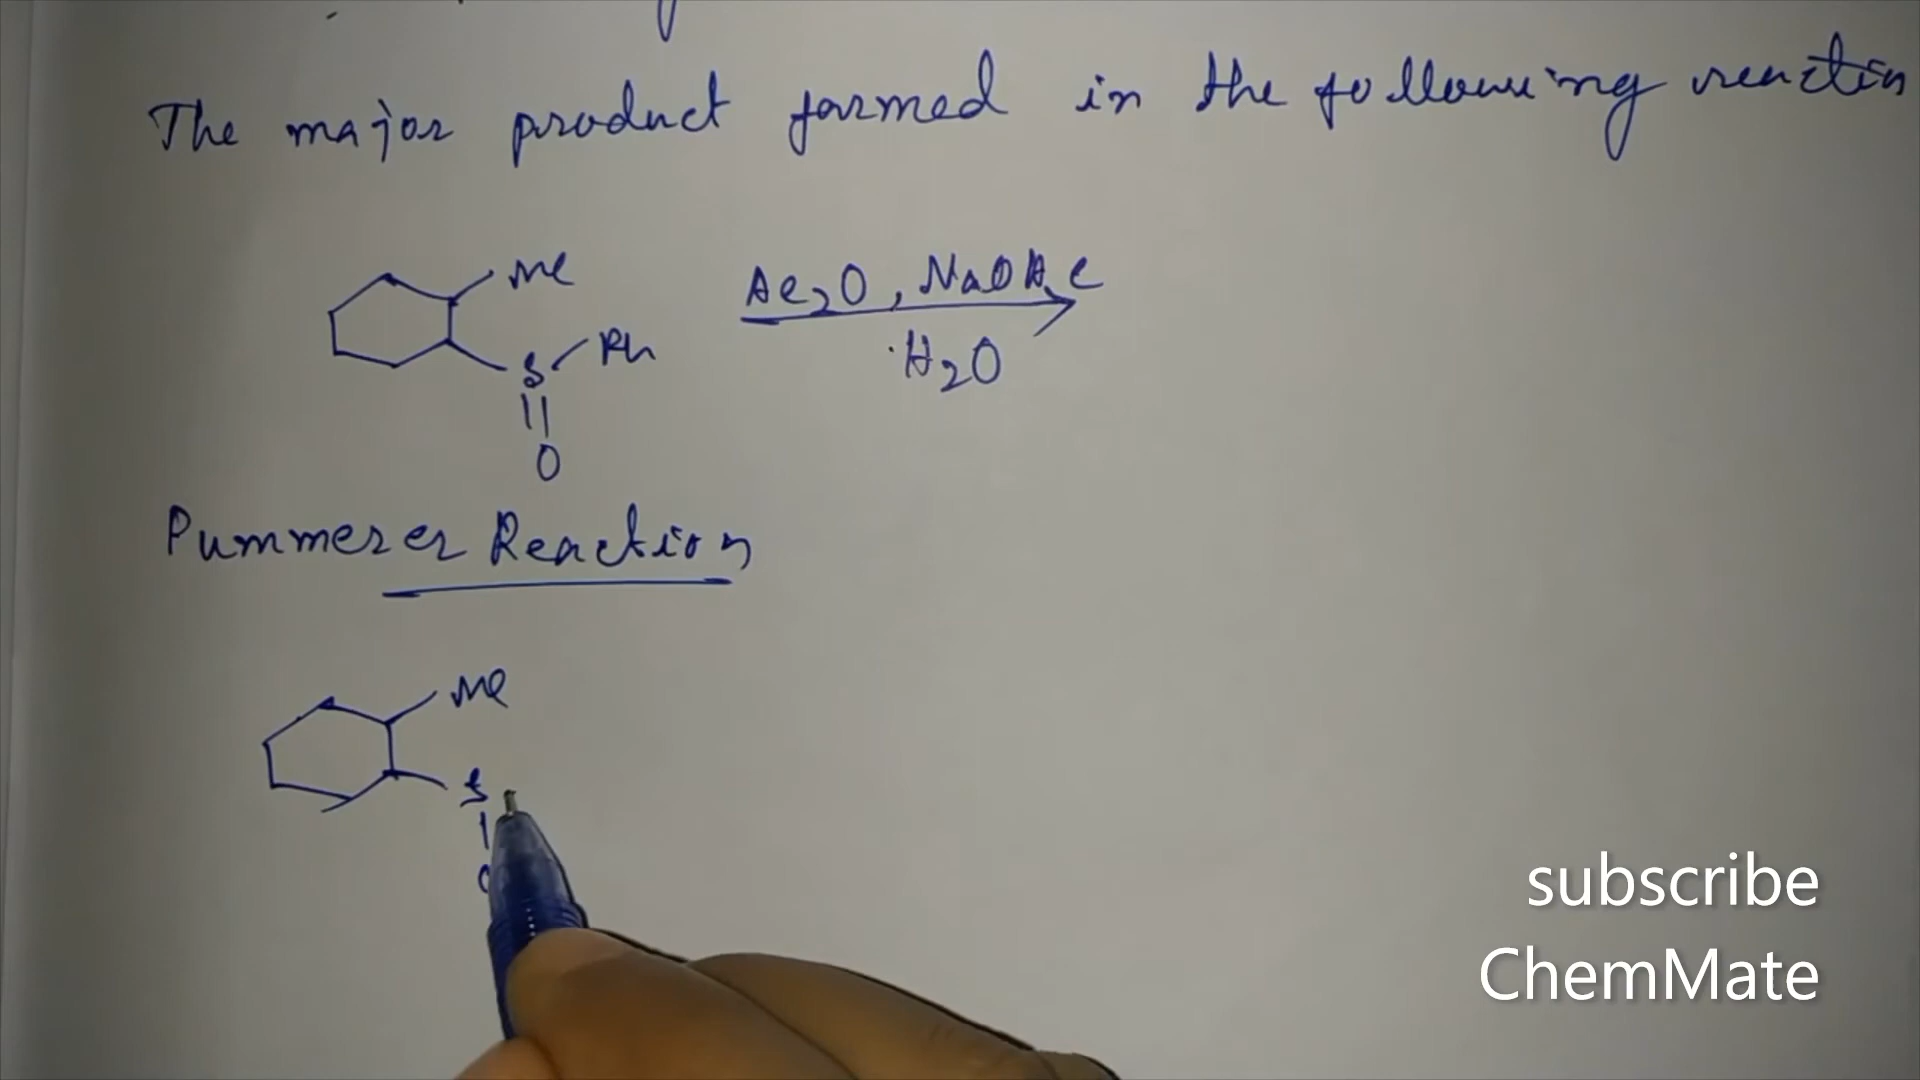 The major product formed in the following reaction
Me
Ac2O, NaOAc
S Ph
H2O
O
Pummerer Reaction
Me
S
subscribe
ChemMate